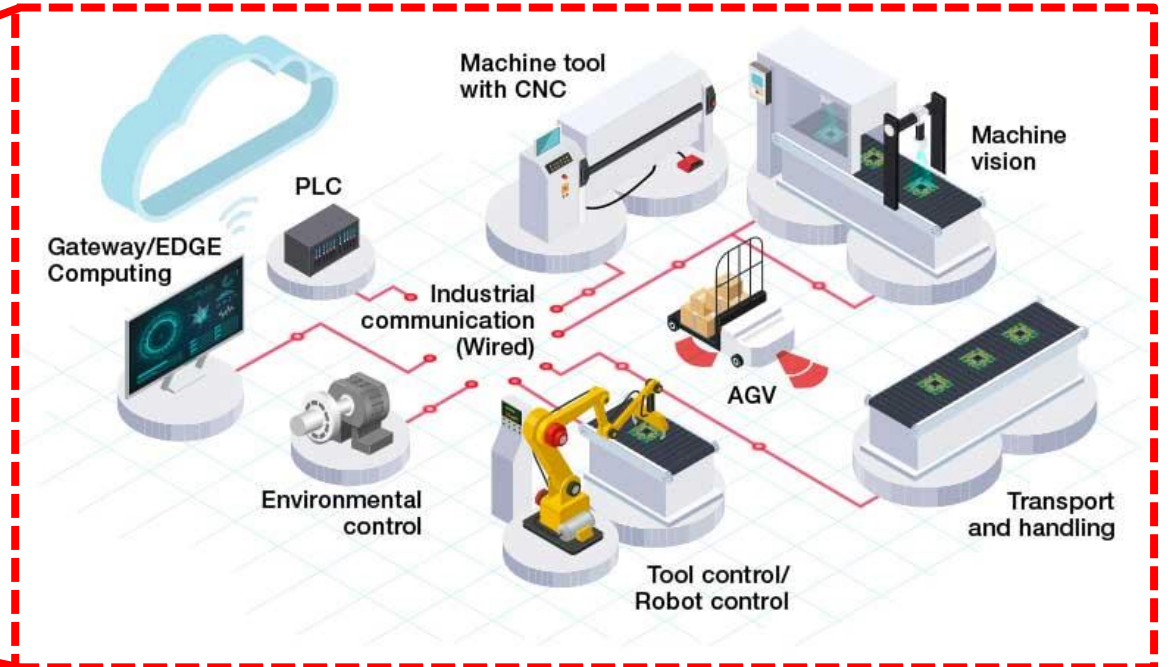 Machine tool
with CNC
Machine
vision
PLC
Gateway/EDGE
Computing
Industrial
communication
(Wired)
AGV
Environmental
control
Transport
and handling
Tool control/
Robot control